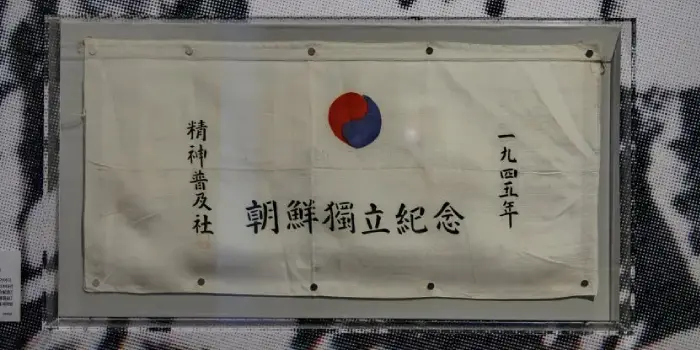 一九四五年
朝鮮獨立紀念
精神普及社